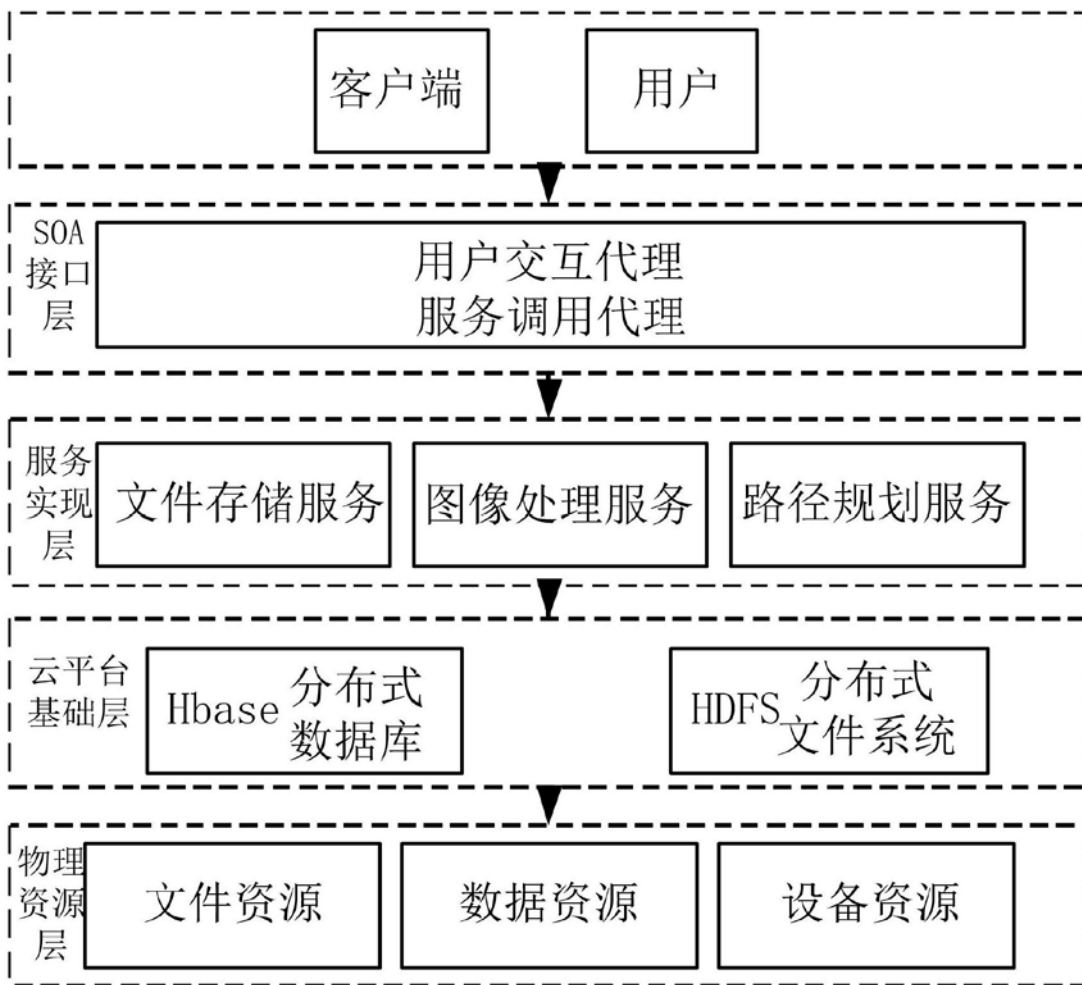 客户端
用户
SOA
接口
层
用户交互代理
服务调用代理
服务
实现
层
文件存储服务
图像处理服务
路径规划服务
云平台
基础层
Hbase 分布式
数据库
HDFS 分布式
文件系统
物理
资源
层
文件资源
数据资源
设备资源